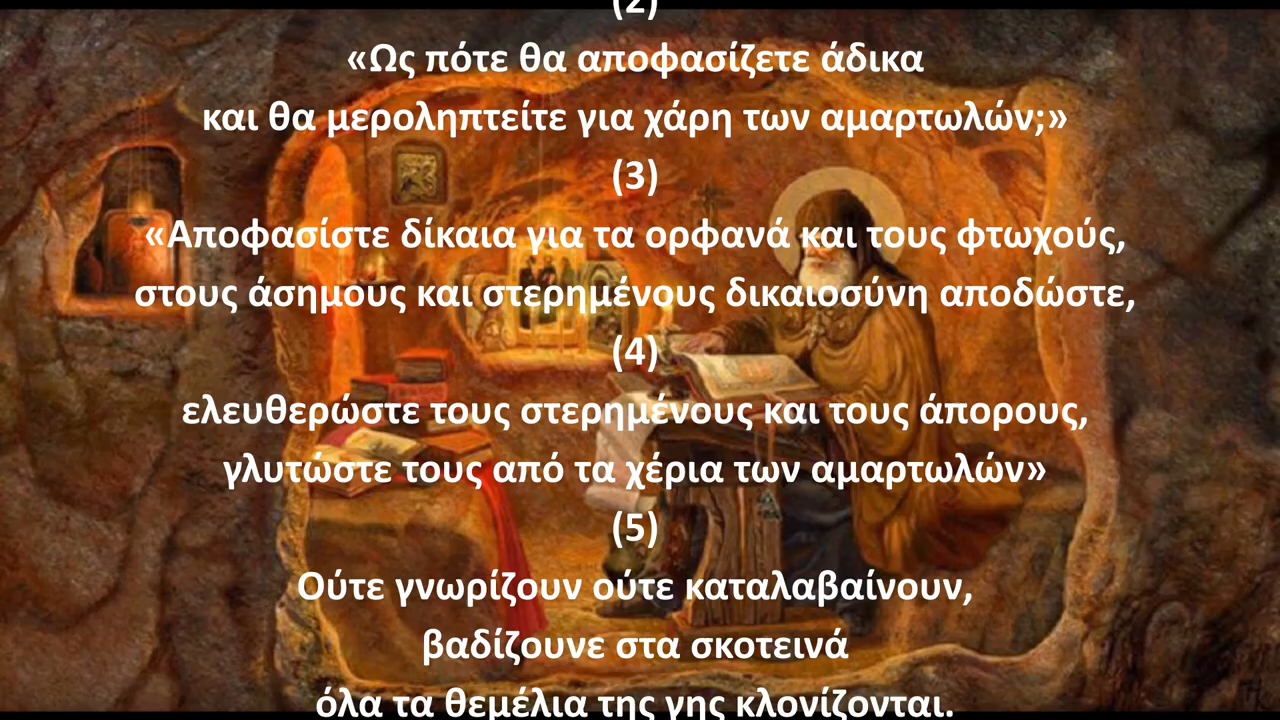 (2)
«Ως πότε θα αποφασίζετε άδικα
και θα μεροληπτείτε για χάρη των αμαρτωλών;»
(3)
«Αποφασίστε δίκαια για τα ορφανά και τους φτωχούς,
στους άσημους και στερημένους δικαιοσύνη αποδώστε,
(4)
ελευθερώστε τους στερημένους και τους άπορους,
γλυτώστε τους από τα χέρια των αμαρτωλών»
(5)
Ούτε γνωρίζουν ούτε καταλαβαίνουν,
βαδίζουνε στα σκοτεινά
όλα τα θεμέλια της γης κλονίζονται.